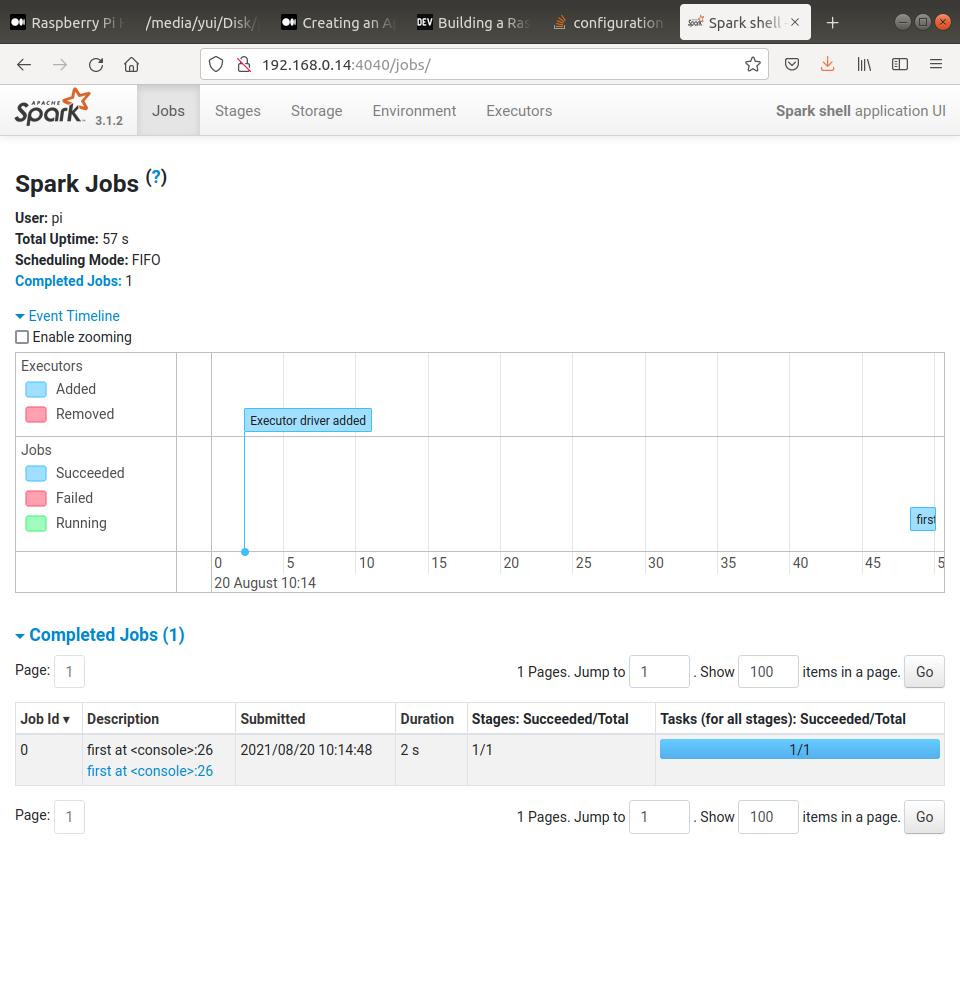 Raspberry Pi /media/yui/Disk/ Creating an A DEV Building a Ras configuration Spark shell
192.168.0.14:4040/jobs/
APACHE Spark 3.1.2 Jobs Stages Storage Environment Executors Spark shell application UI
Spark Jobs (?)
User: pi
Total Uptime: 57 s
Scheduling Mode: FIFO
Completed Jobs: 1
Event Timeline
Enable zooming
Executors
Added
Removed
Executor driver added
Jobs
Succeeded
Failed
Running
first
0 5 10 15 20 25 30 35 40 45 5
20 August 10:14
Completed Jobs (1)
Page: 1 1 Pages. Jump to 1 . Show 100 items in a page. Go
Job Id ▾ Description Submitted Duration Stages: Succeeded/Total Tasks (for all stages): Succeeded/Total
0 first at <console>:26 2021/08/20 10:14:48 2 s 1/1 1/1
first at <console>:26
Page: 1 1 Pages. Jump to 1 . Show 100 items in a page. Go